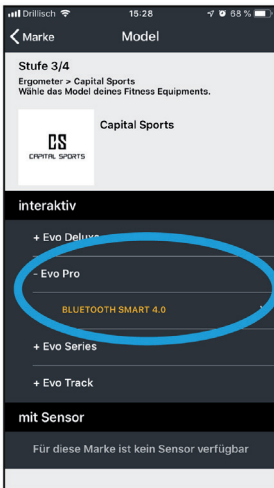 Drillisch 15:28 68 %
Marke Model
Stufe 3/4
Ergometer > Capital Sports
Wähle das Model deines Fitness Equipments.
CS
CAPITAL SPORTS
Capital Sports
interaktiv
+ Evo Deluxe
- Evo Pro
BLUETOOTH SMART 4.0
+ Evo Series
+ Evo Track
mit Sensor
Für diese Marke ist kein Sensor verfügbar